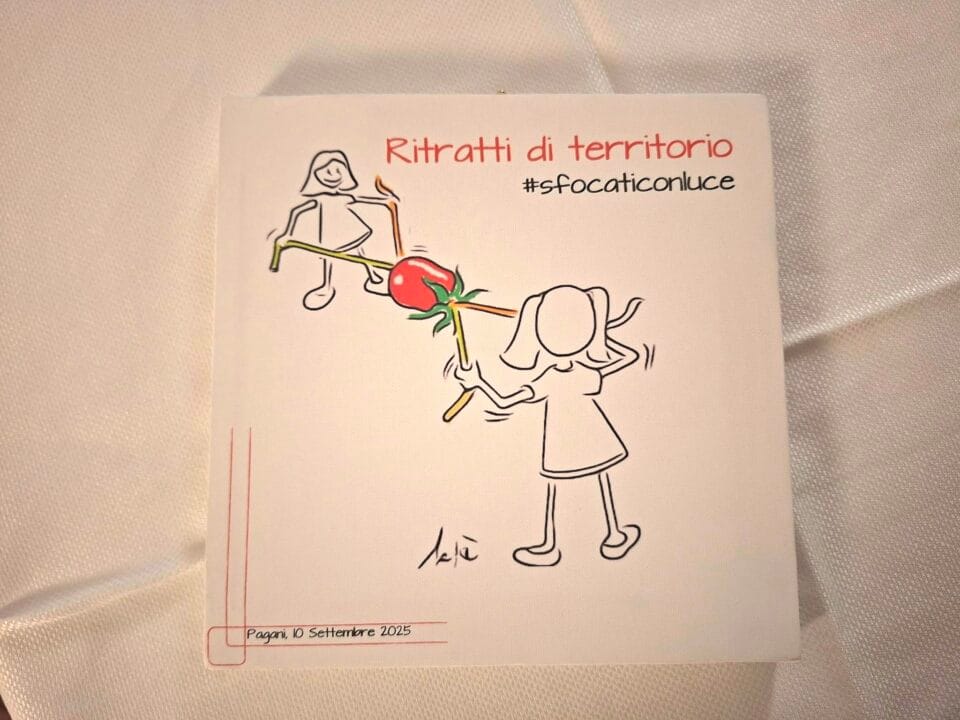 Ritratti di territorio
#sfocaticonluce
Pagani, 10 Settembre 2025